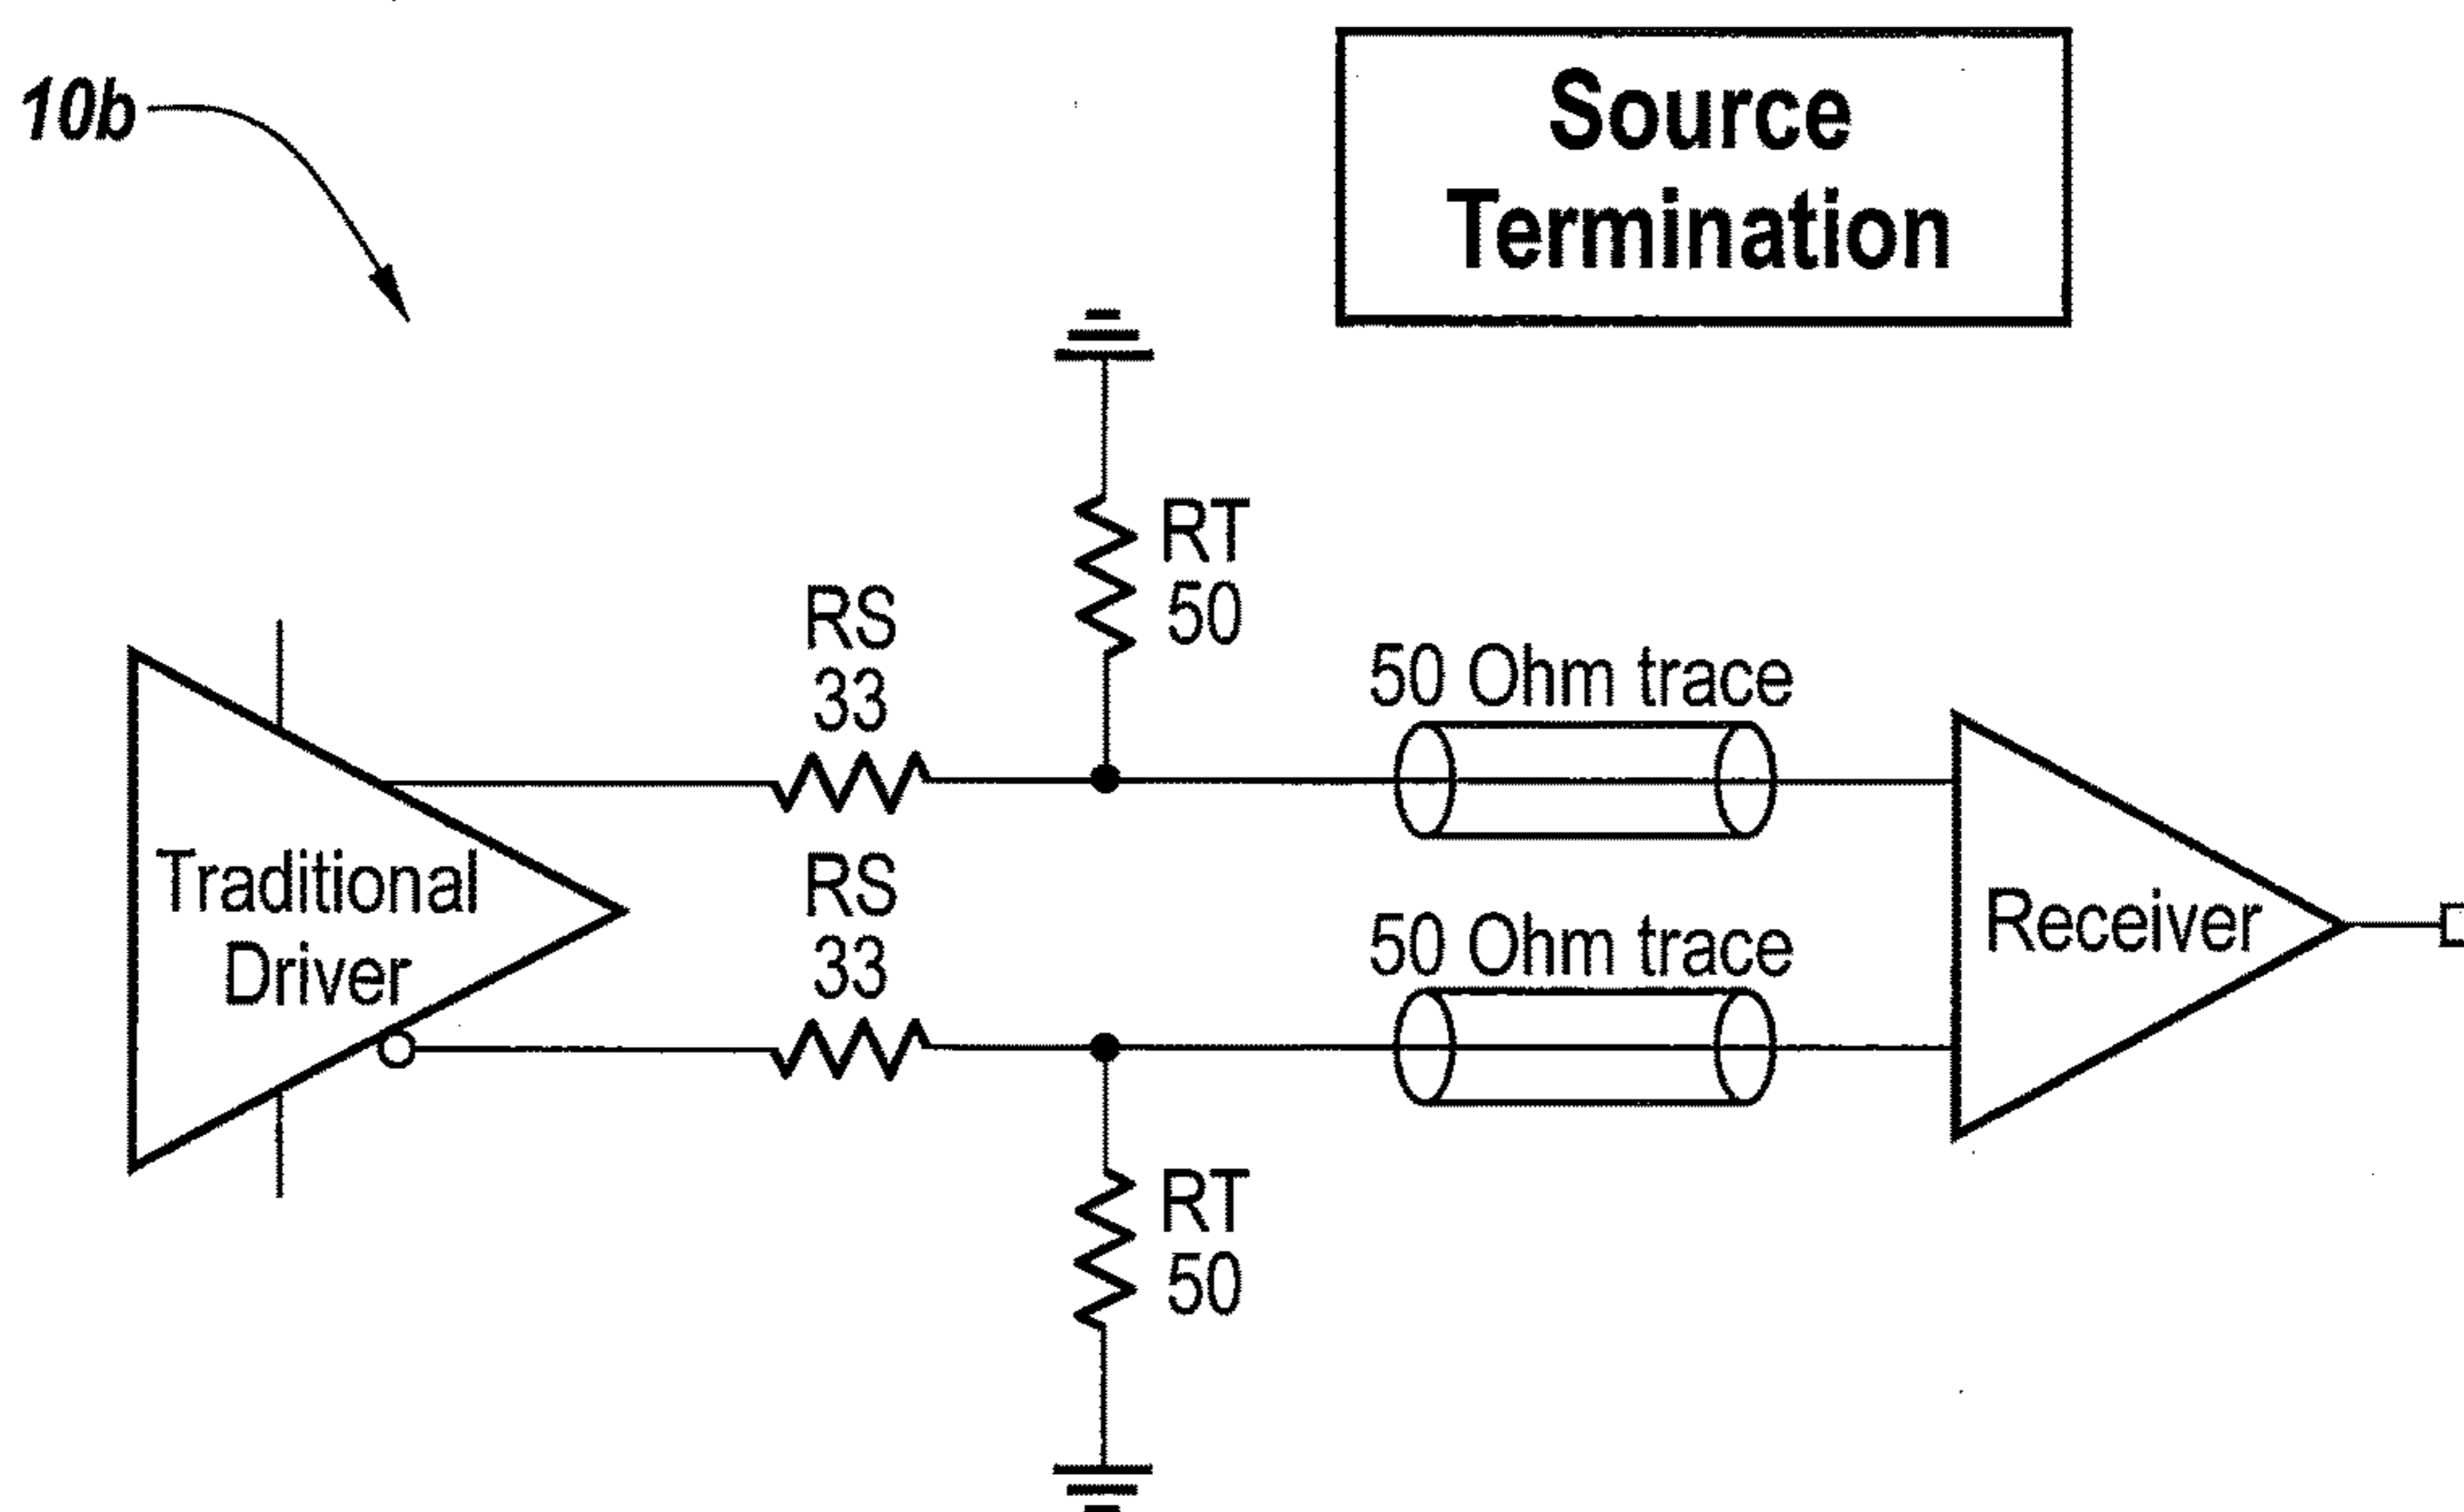 10b
Source
Termination
RT
50
RS
33
50 Ohm trace
Traditional
Driver
RS
33
50 Ohm trace
Receiver
RT
50